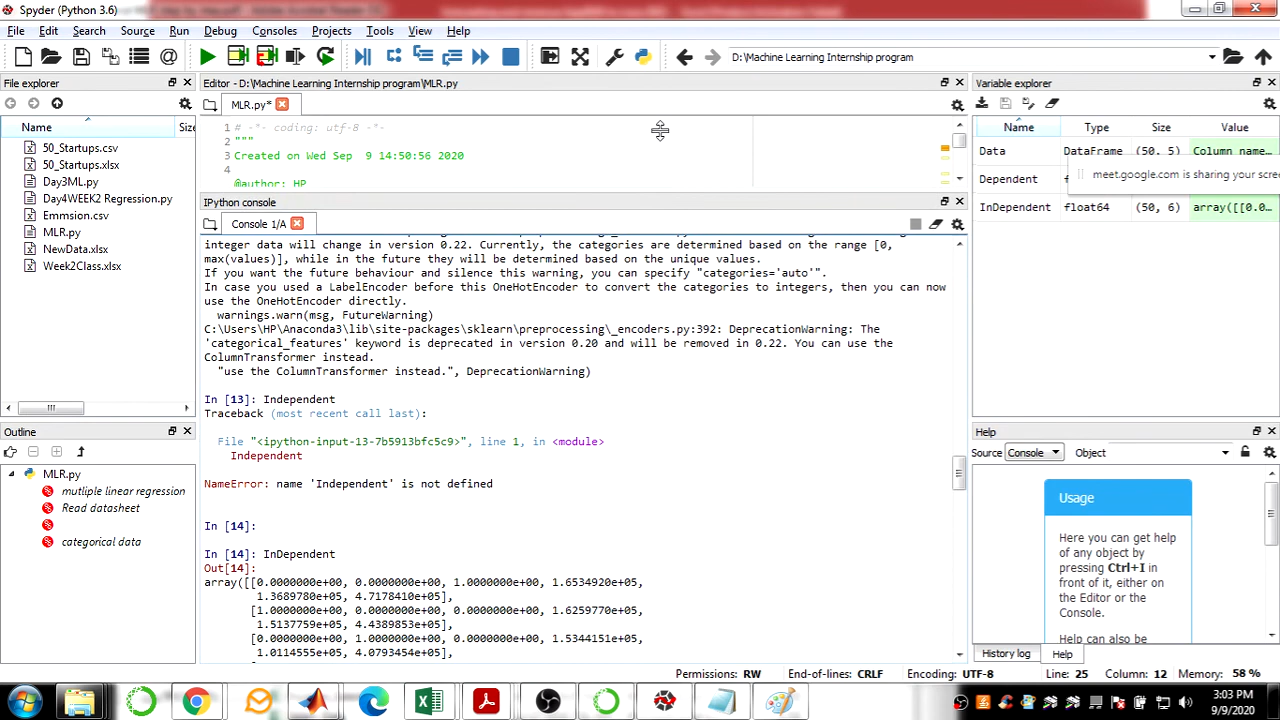 Spyder (Python 3.6)
File Edit Search Source Run Debug Consoles Projects Tools View Help
D:\Machine Learning Internship program
File explorer
Name Size
50_Startups.csv
50_Startups.xlsx
Day3ML.py
Day4WEEK2 Regression.py
Emmsion.csv
MLR.py
NewData.xlsx
Week2Class.xlsx
Outline
MLR.py
mutliple linear regression
Read datasheet
categorical data
Editor - D:\Machine Learning Internship program\MLR.py
MLR.py*
1 # -*- coding: utf-8 -*-
2 """
3 Created on Wed Sep  9 14:50:56 2020
4
@author: HP
IPython console
Console 1/A
integer data will change in version 0.22. Currently, the categories are determined based on the range [0,
max(values)], while in the future they will be determined based on the unique values.
If you want the future behaviour and silence this warning, you can specify "categories='auto'".
In case you used a LabelEncoder before this OneHotEncoder to convert the categories to integers, then you can now
use the OneHotEncoder directly.
warnings.warn(msg, FutureWarning)
C:\Users\HP\Anaconda3\lib\site-packages\sklearn\preprocessing\_encoders.py:392: DeprecationWarning: The
'categorical_features' keyword is deprecated in version 0.20 and will be removed in 0.22. You can use the
ColumnTransformer instead.
"use the ColumnTransformer instead.", DeprecationWarning)
In [13]: Independent
Traceback (most recent call last):
File "<ipython-input-13-7b5913bfc5c9>", line 1, in <module>
Independent
NameError: name 'Independent' is not defined
In [14]:
In [14]: InDependent
Out[14]:
array([[0.0000000e+00, 0.0000000e+00, 1.0000000e+00, 1.6534920e+05,
1.3689780e+05, 4.7178410e+05],
[1.0000000e+00, 0.0000000e+00, 0.0000000e+00, 1.6259770e+05,
1.5137759e+05, 4.4389853e+05],
[0.0000000e+00, 1.0000000e+00, 0.0000000e+00, 1.5344151e+05,
1.0114555e+05, 4.0793454e+05],
Variable explorer
Name Type Size Value
Data DataFrame (50, 5) Column name…
Dependent
meet.google.com is sharing your scree
InDependent float64 (50, 6) array([[0.0…
Help
Source Console Object
Usage
Here you can get help
of any object by
pressing Ctrl+I in
front of it, either on
the Editor or the
Console.
Help can also be
History log Help
Permissions: RW End-of-lines: CRLF Encoding: UTF-8 Line: 25 Column: 12 Memory: 58 %
3:03 PM
9/9/2020